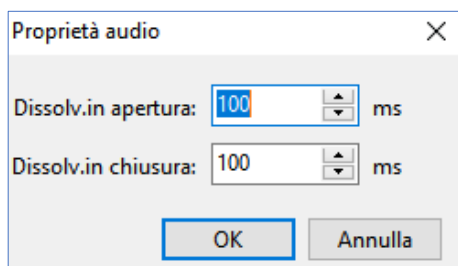 Proprietà audio
Dissolv.in apertura: 100 ms
Dissolv.in chiusura: 100 ms
OK Annulla